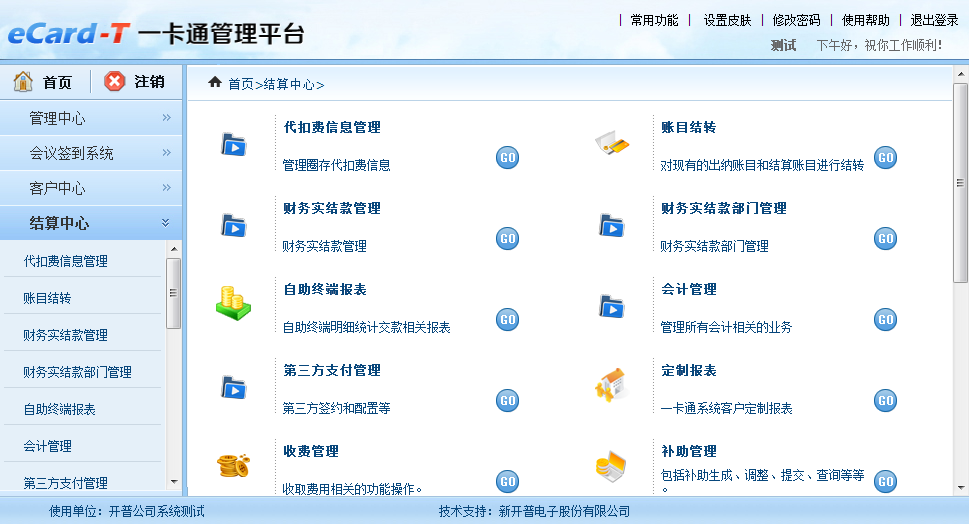 eCard-T 一卡通管理平台
常用功能 设置皮肤 修改密码 使用帮助 退出登录
测试 下午好，祝你工作顺利！
首页 注销
首页>结算中心>
管理中心
会议签到系统
客户中心
结算中心
代扣费信息管理
账目结转
财务实结款管理
财务实结款部门管理
自助终端报表
会计管理
第三方支付管理
代扣费信息管理
管理圈存代扣费信息
GO
账目结转
对现有的出纳账目和结算账目进行结转
GO
财务实结款管理
财务实结款管理
GO
财务实结款部门管理
财务实结款部门管理
GO
自助终端报表
自助终端明细统计交款相关报表
GO
会计管理
管理所有会计相关的业务
GO
第三方支付管理
第三方签约和配置等
GO
定制报表
一卡通系统客户定制报表
GO
收费管理
收取费用相关的功能操作。
GO
补助管理
包括补助生成、调整、提交、查询等等
。
GO
使用单位：开普公司系统测试
技术支持：新开普电子股份有限公司